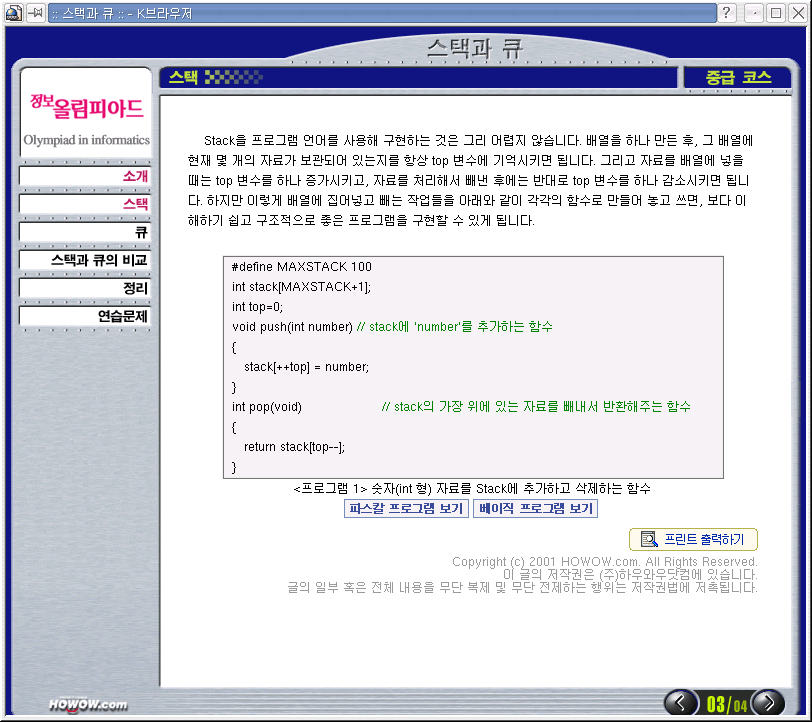 :: 스택과 큐 :: - K브라우저
스택과 큐
정보올림피아드
Olympiad in informatics
소개
스택
큐
스택과 큐의 비교
정리
연습문제
스택
중급 코스
Stack을 프로그램 언어를 사용해 구현하는 것은 그리 어렵지 않습니다. 배열을 하나 만든 후, 그 배열에
현재 몇 개의 자료가 보관되어 있는지를 항상 top 변수에 기억시키면 됩니다. 그리고 자료를 배열에 넣을
때는 top 변수를 하나 증가시키고, 자료를 처리해서 빼낸 후에는 반대로 top 변수를 하나 감소시키면 됩니
다. 하지만 이렇게 배열에 집어넣고 빼는 작업들을 아래와 같이 각각의 함수로 만들어 놓고 쓰면, 보다 이
해하기 쉽고 구조적으로 좋은 프로그램을 구현할 수 있게 됩니다.
#define MAXSTACK 100
int stack[MAXSTACK+1];
int top=0;
void push(int number) // stack에 'number'를 추가하는 함수
{
stack[++top] = number;
}
int pop(void) // stack의 가장 위에 있는 자료를 빼내서 반환해주는 함수
{
return stack[top--];
}
<프로그램 1> 숫자(int 형) 자료를 Stack에 추가하고 삭제하는 함수
파스칼 프로그램 보기 베이직 프로그램 보기
프린트 출력하기
Copyright (c) 2001 HOWOW.com. All Rights Reserved.
이 글의 저작권은 (주)하우와우닷컴에 있습니다.
글의 일부 혹은 전체 내용을 무단 복제 및 무단 전제하는 행위는 저작권법에 저촉됩니다.
HOWOW.com
03/04